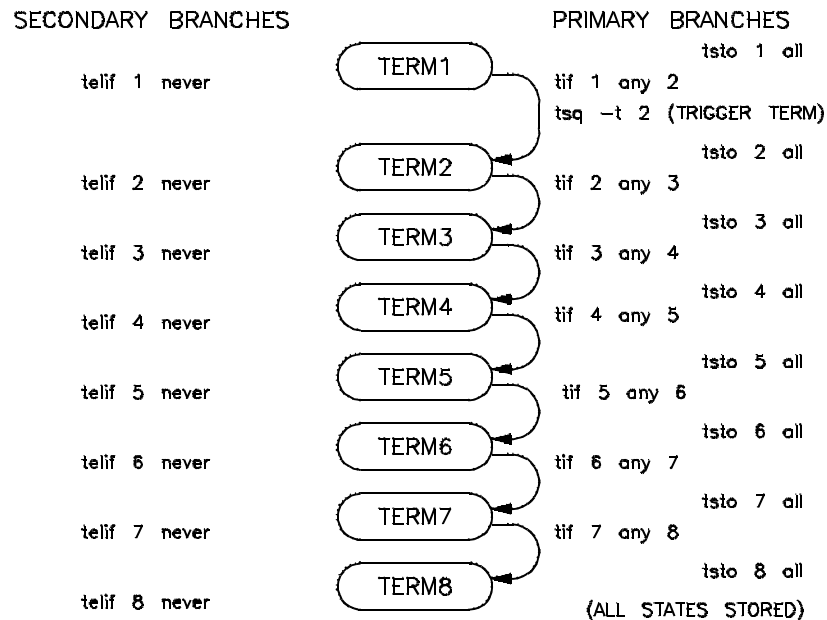 SECONDARY BRANCHES PRIMARY BRANCHES
TERM1 tsto 1 all
telif 1 never tif 1 any 2
tsq -t 2 (TRIGGER TERM)
TERM2 tsto 2 all
telif 2 never tif 2 any 3
TERM3 tsto 3 all
telif 3 never tif 3 any 4
TERM4 tsto 4 all
telif 4 never tif 4 any 5
TERM5 tsto 5 all
telif 5 never tif 5 any 6
TERM6 tsto 6 all
telif 6 never tif 6 any 7
TERM7 tsto 7 all
telif 7 never tif 7 any 8
TERM8 tsto 8 all
telif 8 never (ALL STATES STORED)